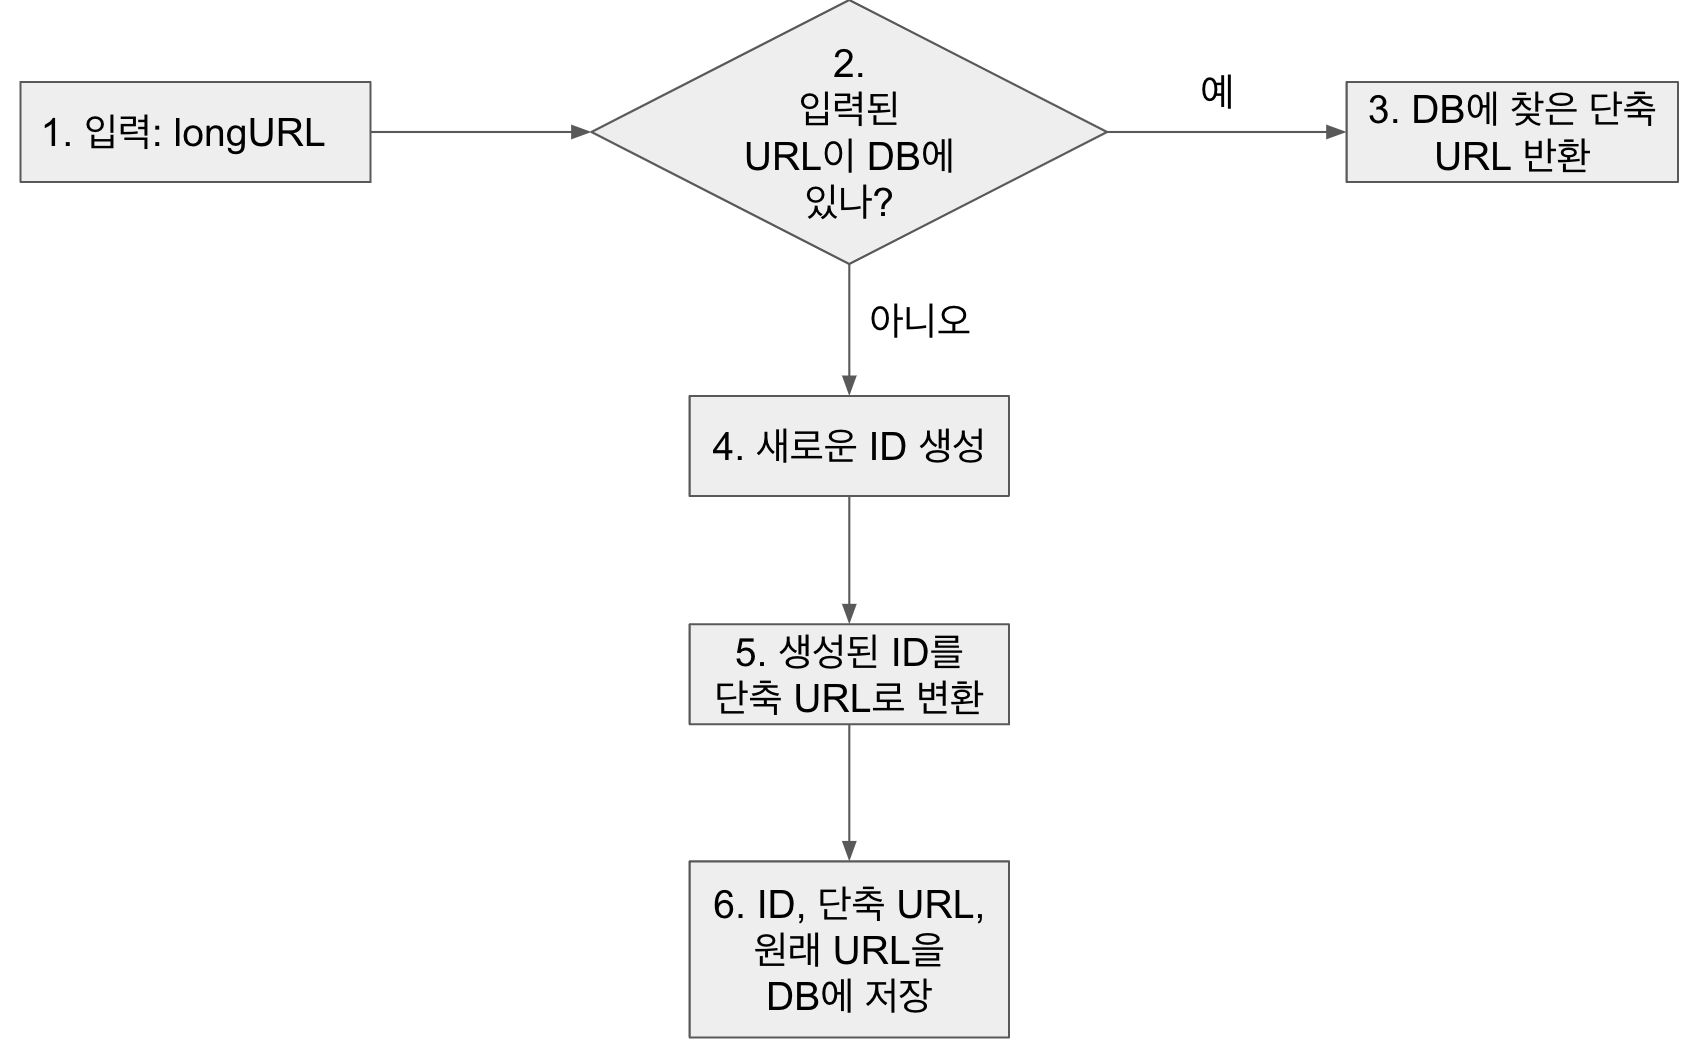 1. 입력: longURL
2.
입력된
URL이 DB에
있나?
예
3. DB에 찾은 단축
URL 반환
아니오
4. 새로운 ID 생성
5. 생성된 ID를
단축 URL로 변환
6. ID, 단축 URL,
원래 URL을
DB에 저장